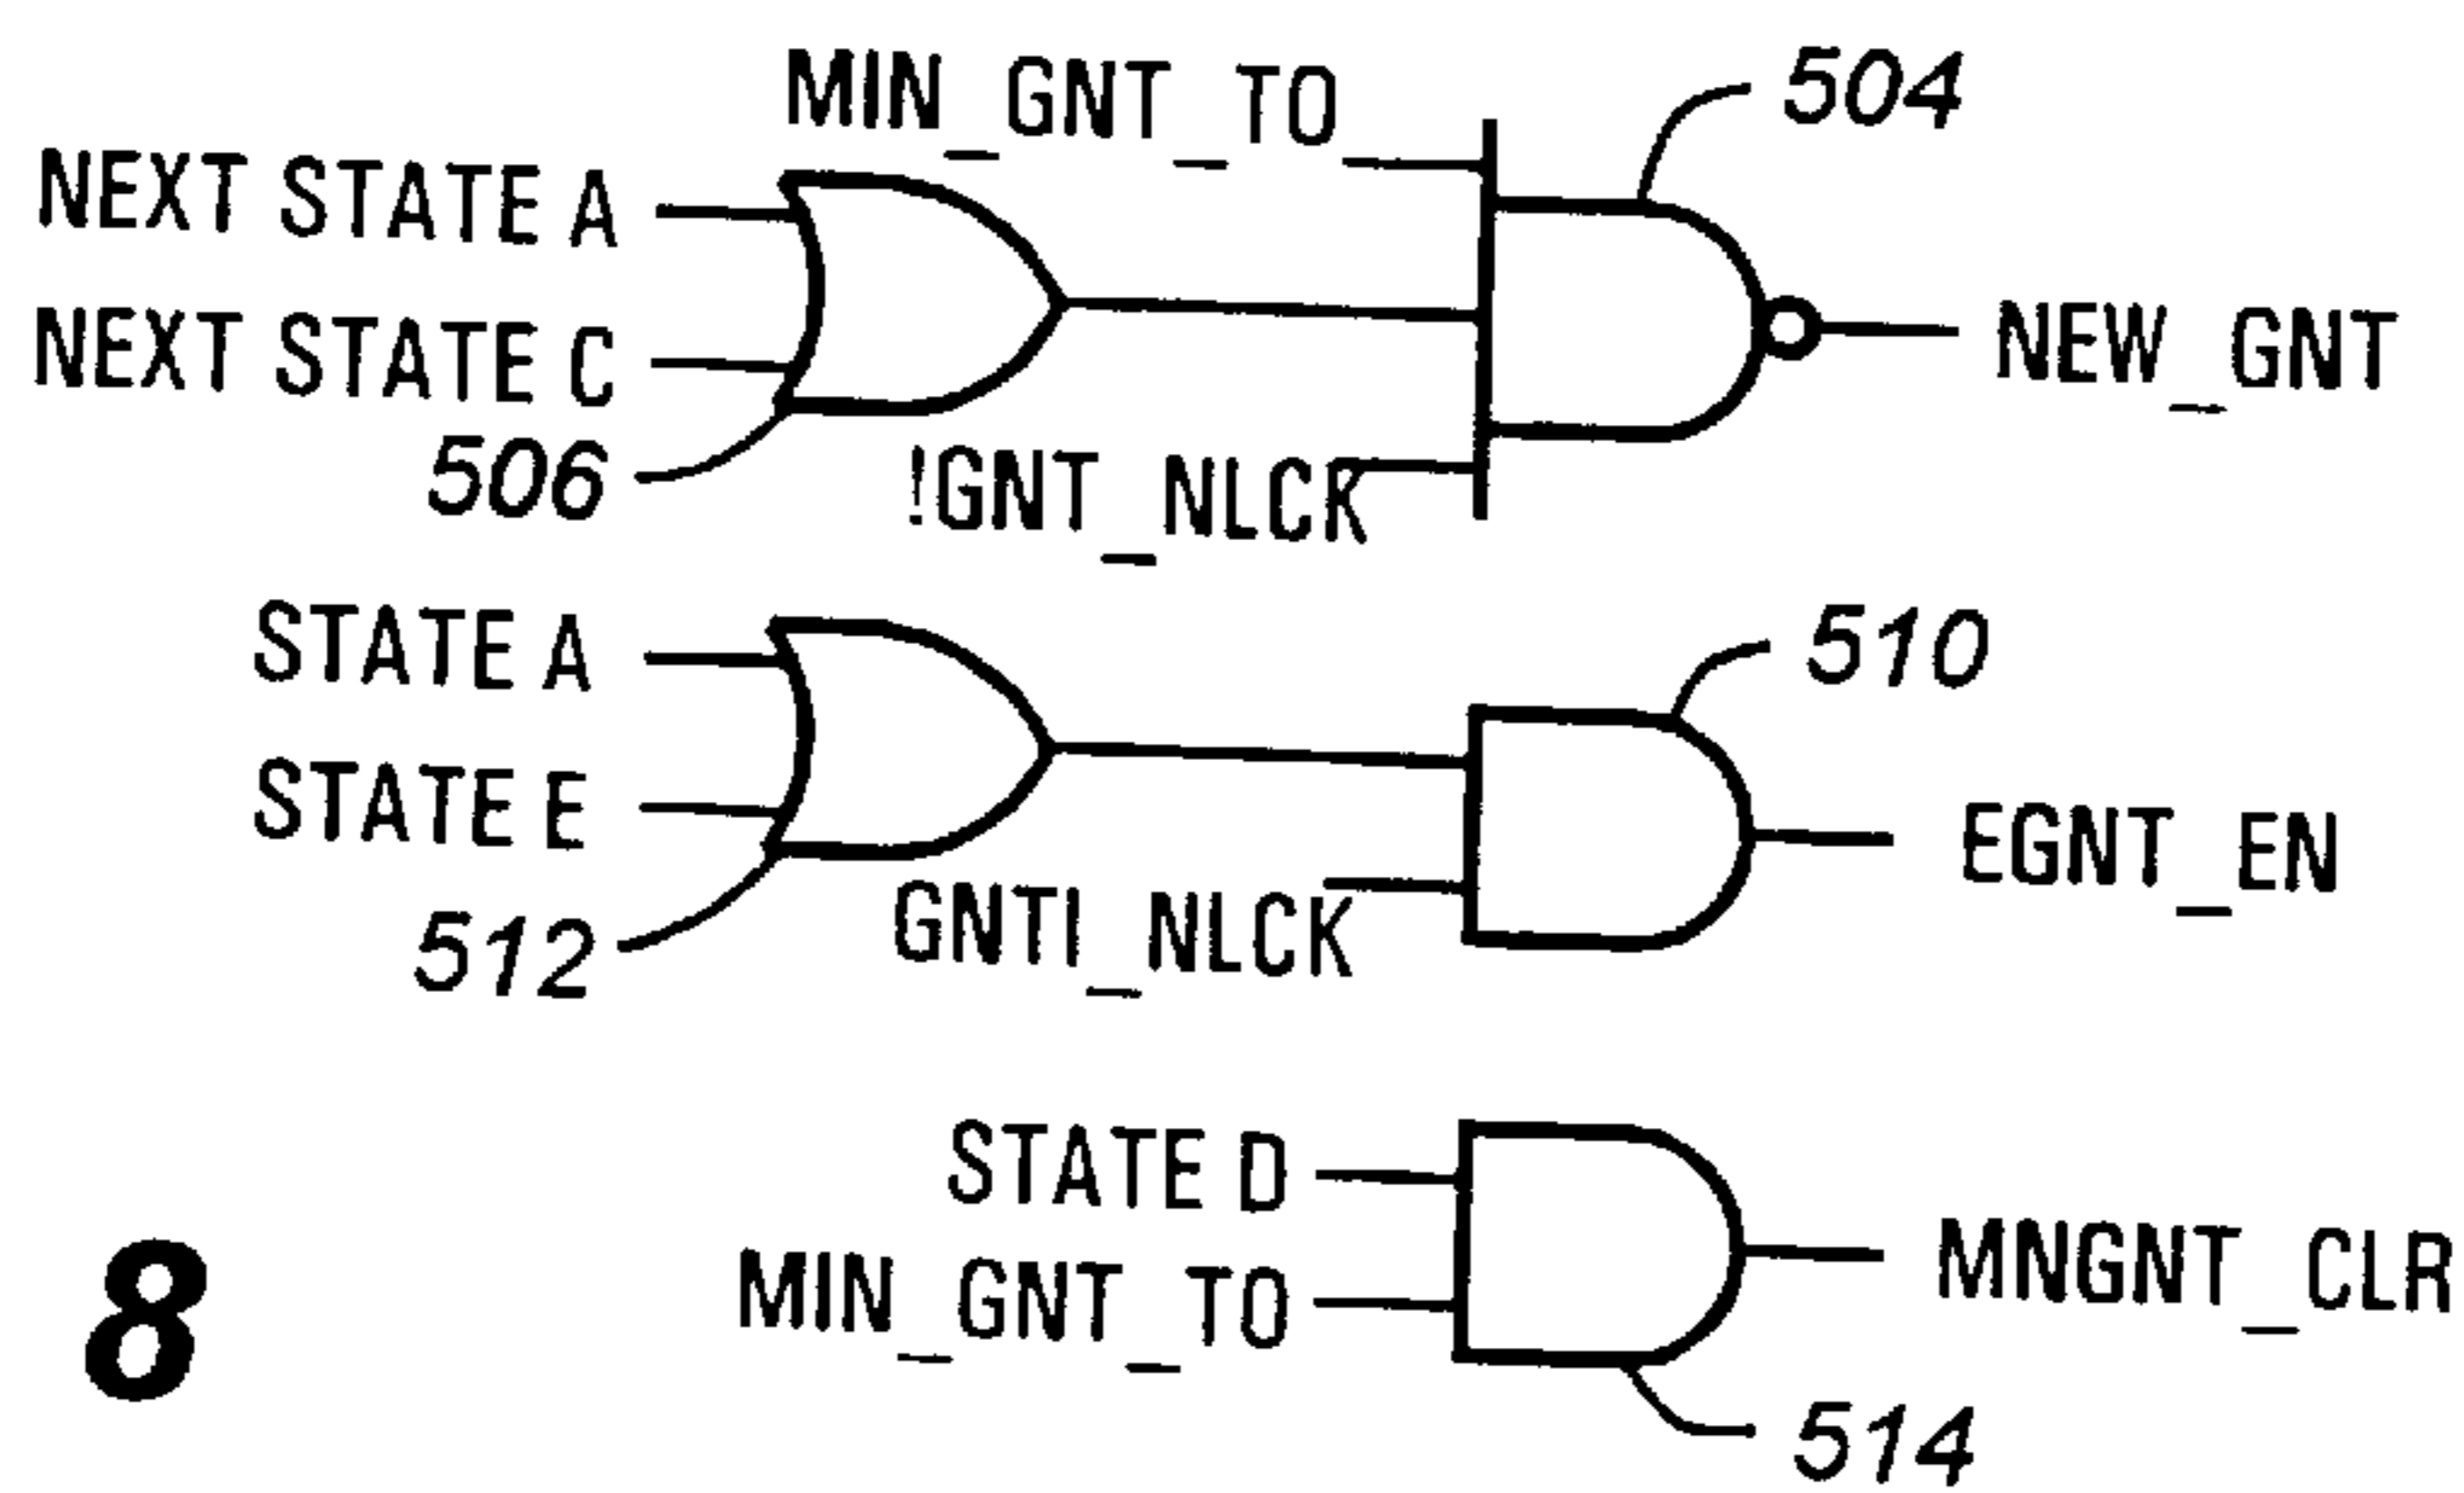 MIN_GNT_TO
504
NEXT STATE A
NEXT STATE C
NEW_GNT
506
!GNT_NLCK
STATE A
510
STATE E
EGNT_EN
GNTI_NLCK
512
STATE D
MNGNT_CLR
MIN_GNT_TO
8
514